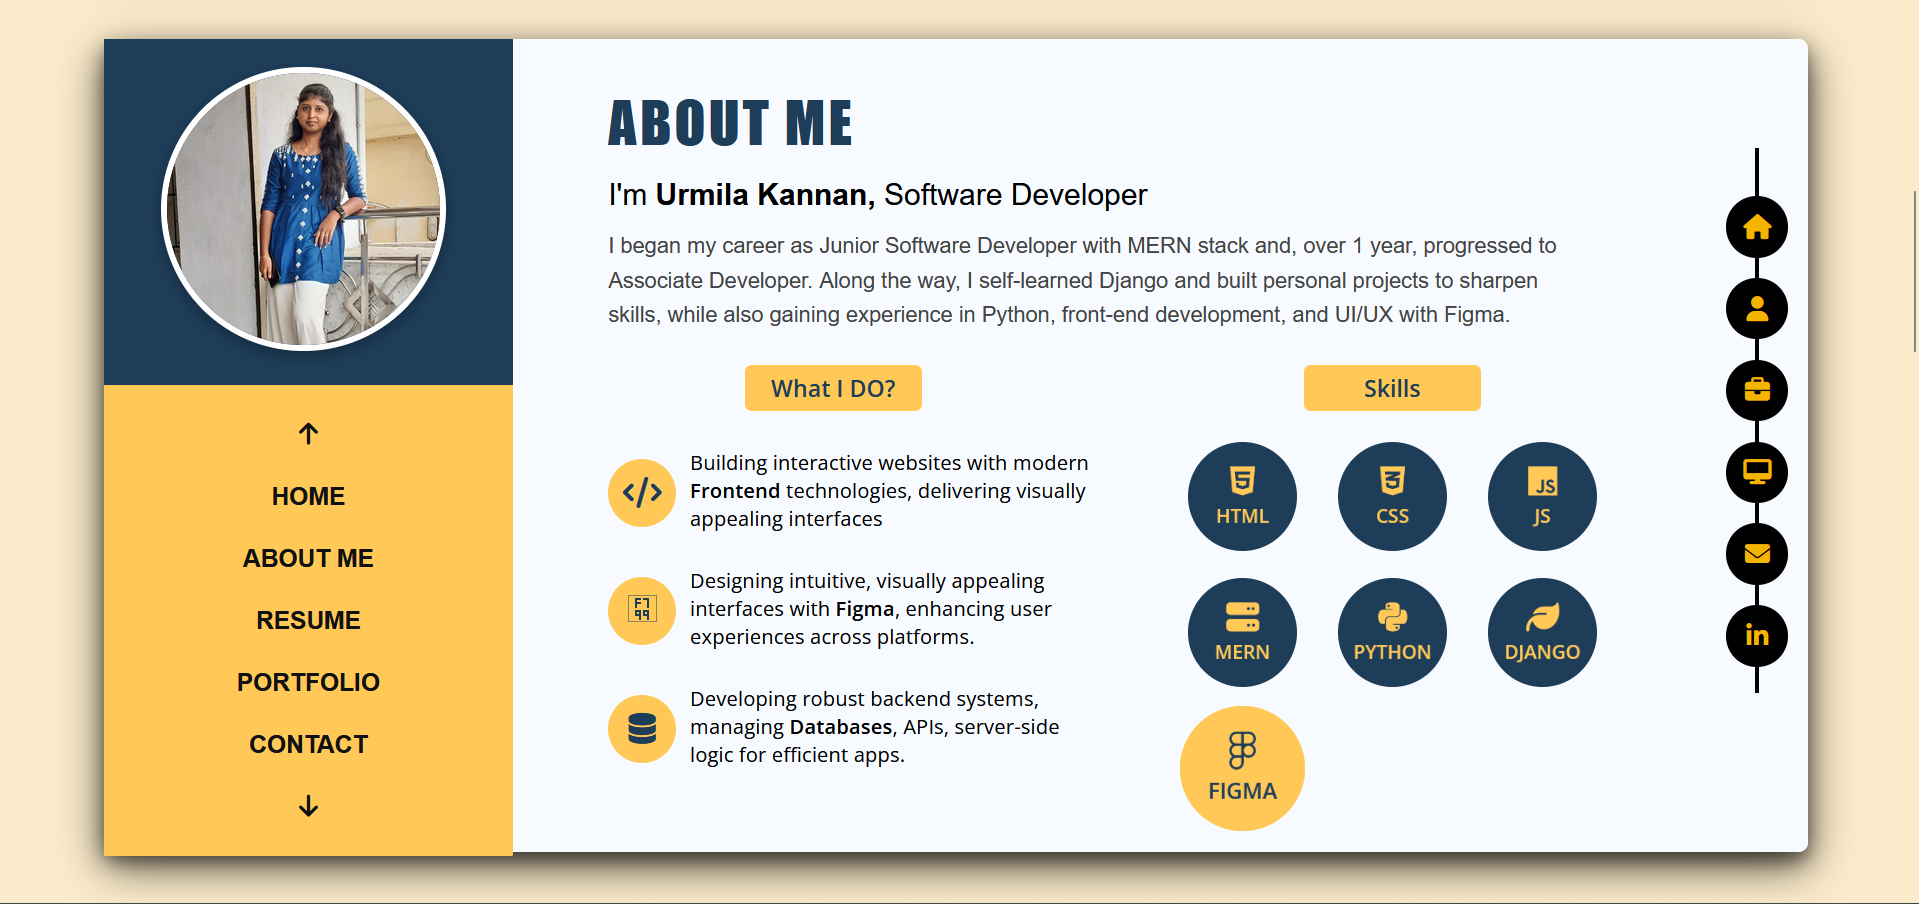 HOME
ABOUT ME
RESUME
PORTFOLIO
CONTACT
ABOUT ME
I'm Urmila Kannan, Software Developer
I began my career as Junior Software Developer with MERN stack and, over 1 year, progressed to
Associate Developer. Along the way, I self-learned Django and built personal projects to sharpen
skills, while also gaining experience in Python, front-end development, and UI/UX with Figma.
What I DO?
Building interactive websites with modern
Frontend technologies, delivering visually
appealing interfaces
F7
99
Designing intuitive, visually appealing
interfaces with Figma, enhancing user
experiences across platforms.
Developing robust backend systems,
managing Databases, APIs, server-side
logic for efficient apps.
Skills
HTML
CSS
JS
JS
MERN
PYTHON
DJANGO
FIGMA
in